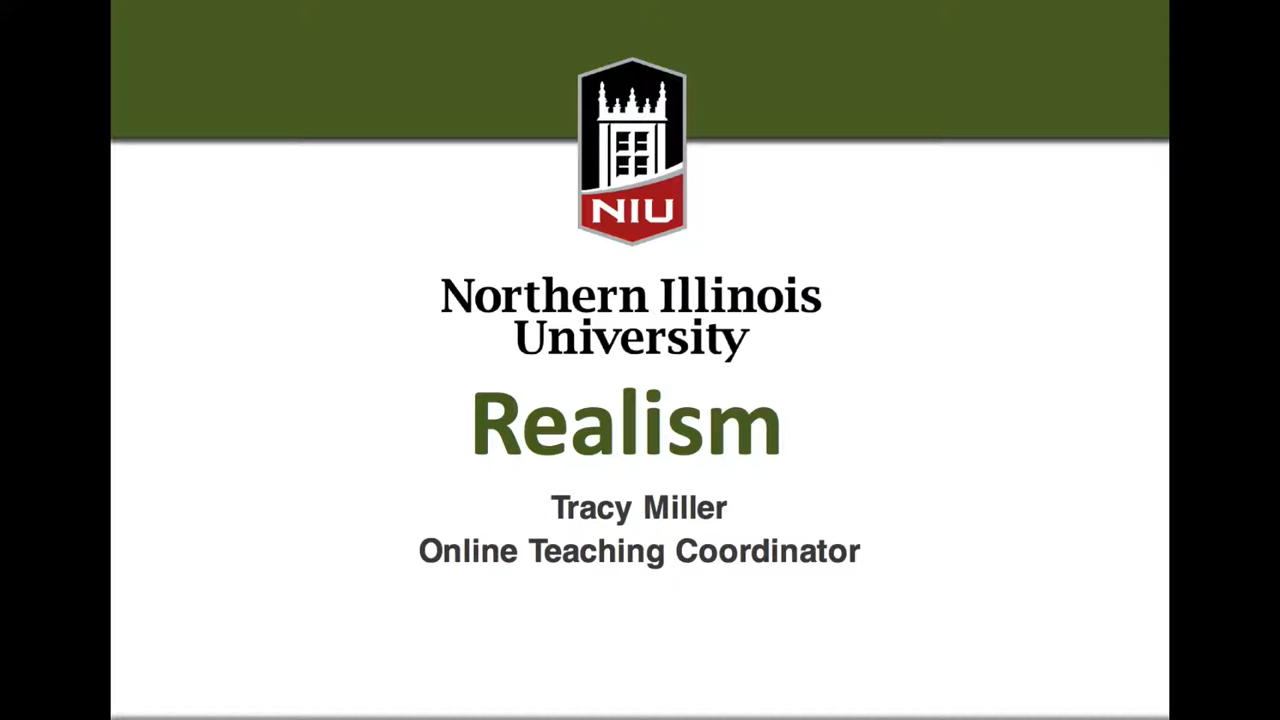 NIU
Northern Illinois
University
Realism
Tracy Miller
Online Teaching Coordinator